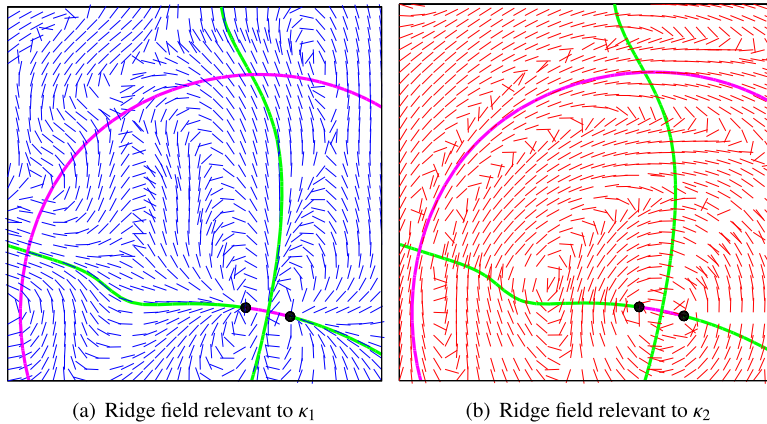 (a) Ridge field relevant to κ₁
(b) Ridge field relevant to κ₂